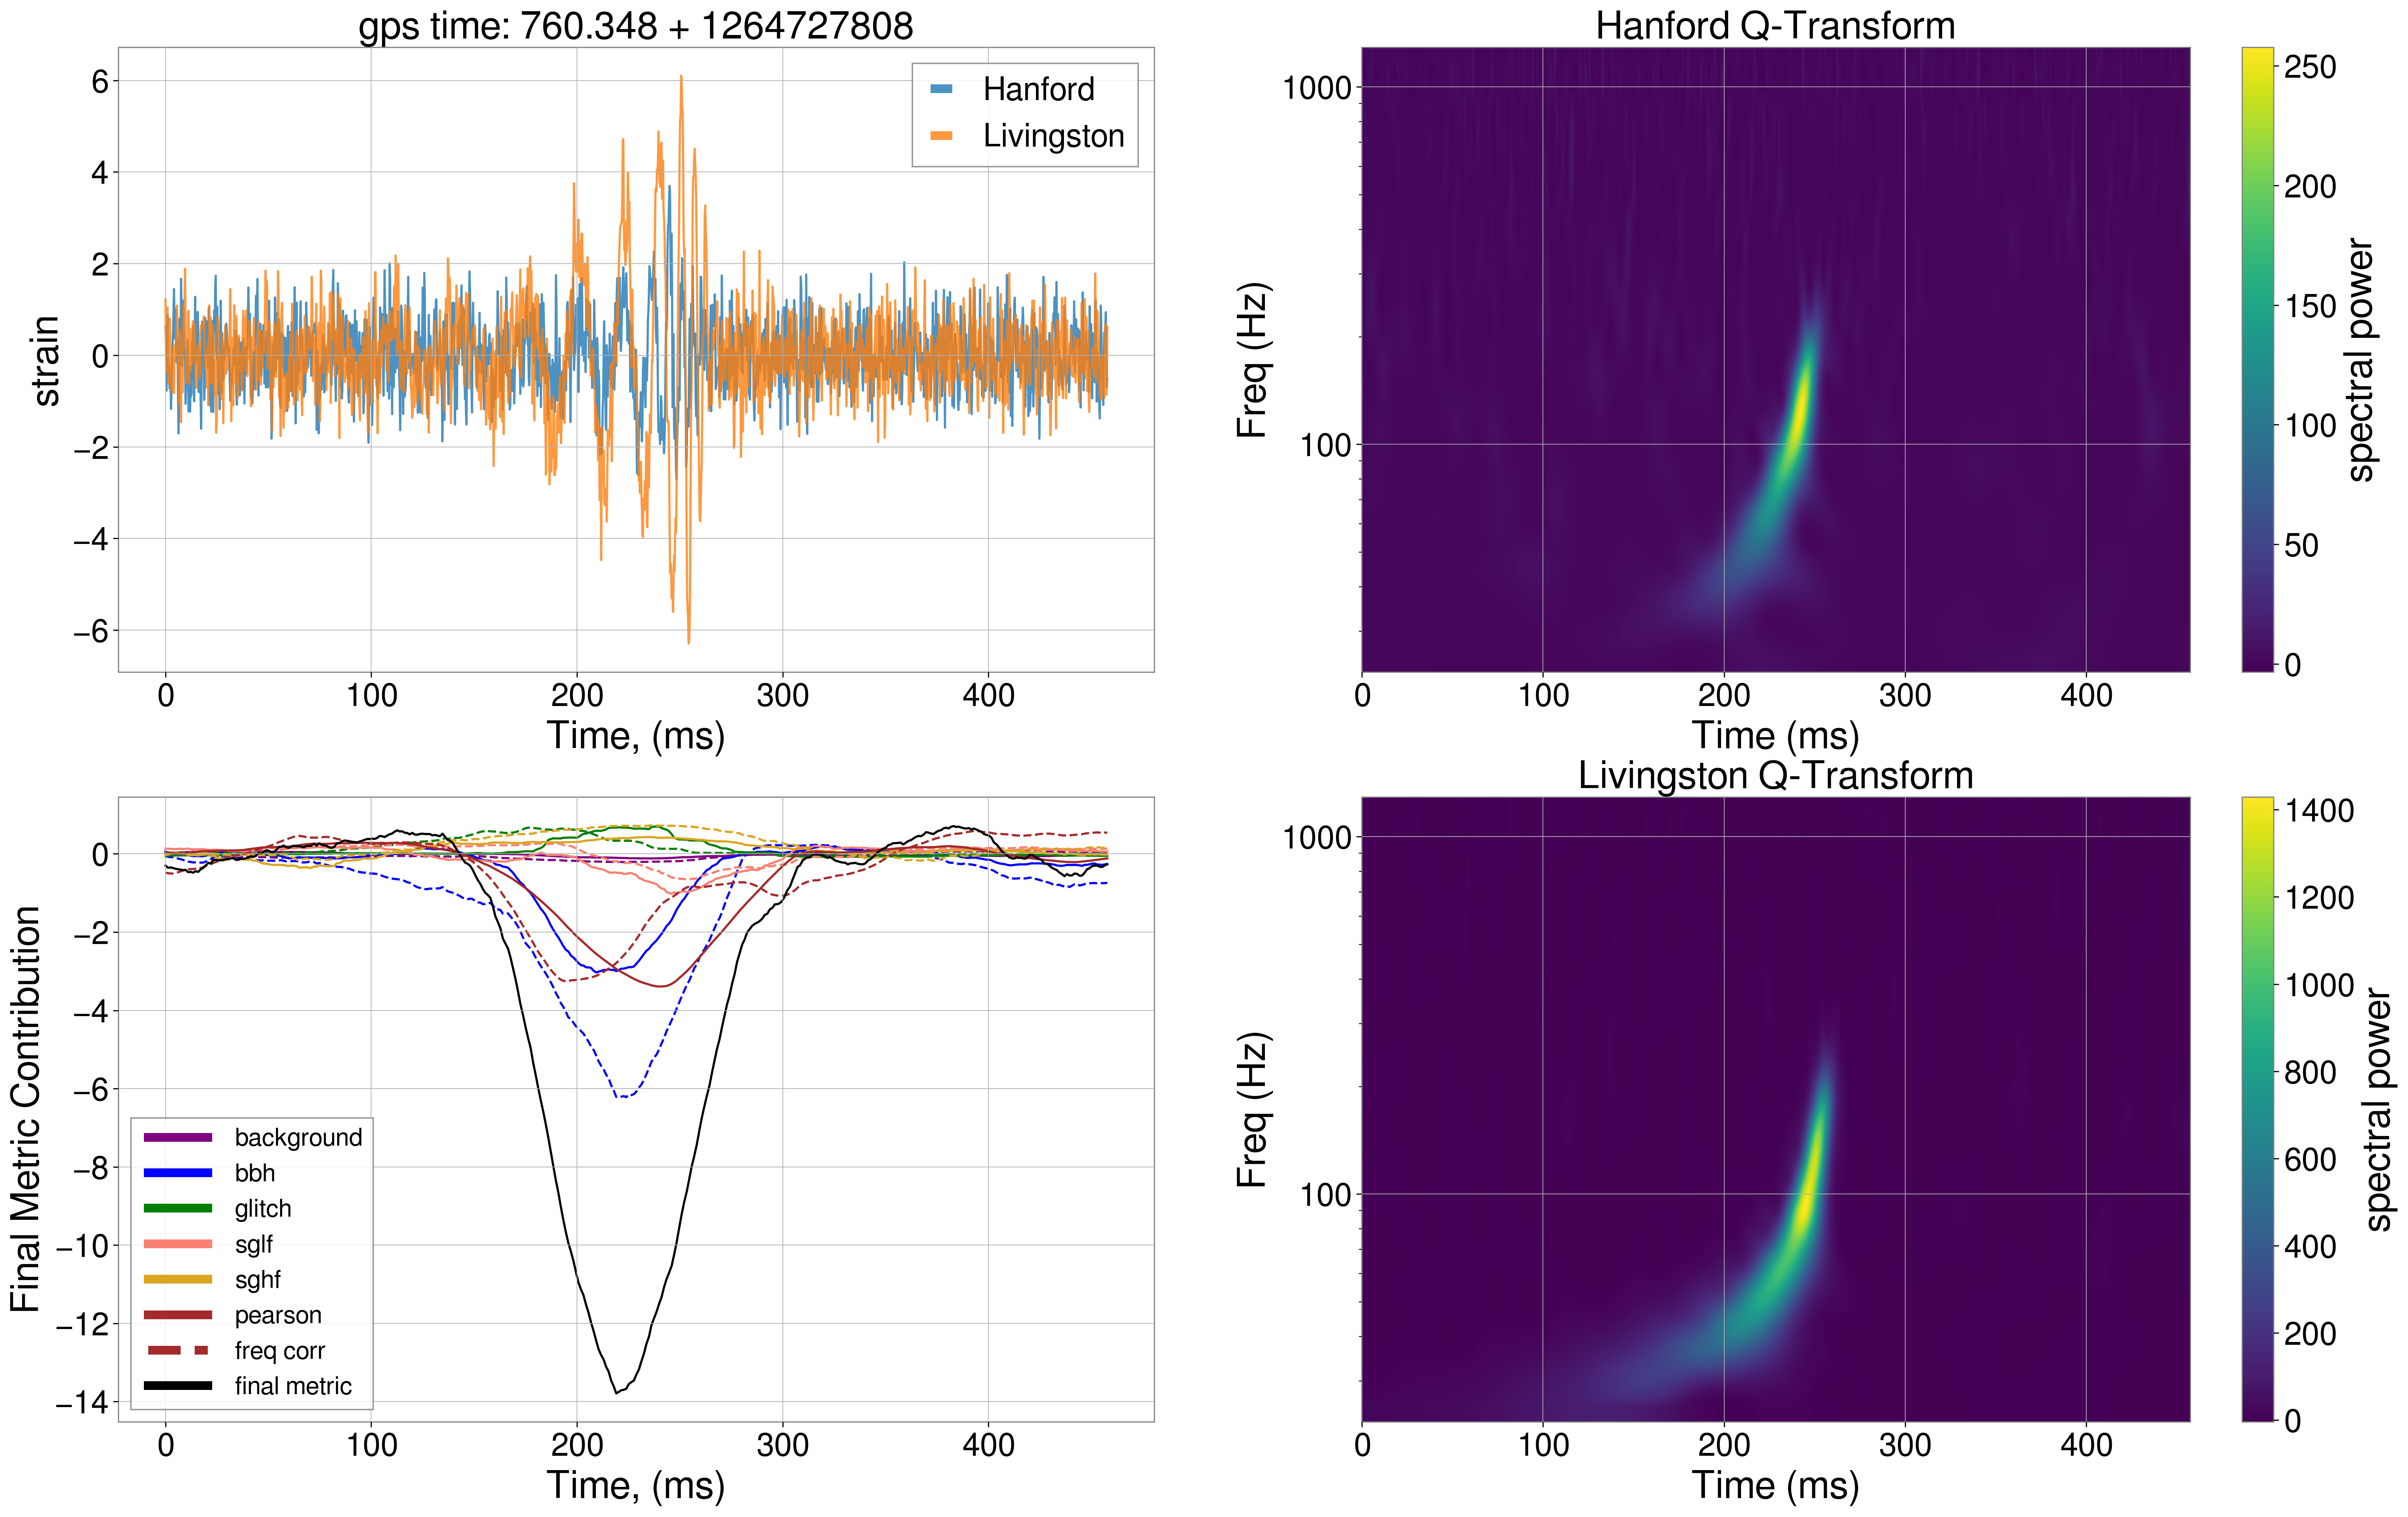 gps time: 760.348 + 1264727808
6
4
2
0
−2
−4
−6
strain
Hanford
Livingston
0
100
200
300
400
Time, (ms)
Hanford Q-Transform
1000
100
Freq (Hz)
0
100
200
300
400
Time (ms)
250
200
150
100
50
0
spectral power
0
−2
−4
−6
−8
−10
−12
−14
Final Metric Contribution
background
bbh
glitch
sglf
sghf
pearson
freq corr
final metric
0
100
200
300
400
Time, (ms)
Livingston Q-Transform
1000
100
Freq (Hz)
0
100
200
300
400
Time (ms)
1400
1200
1000
800
600
400
200
0
spectral power